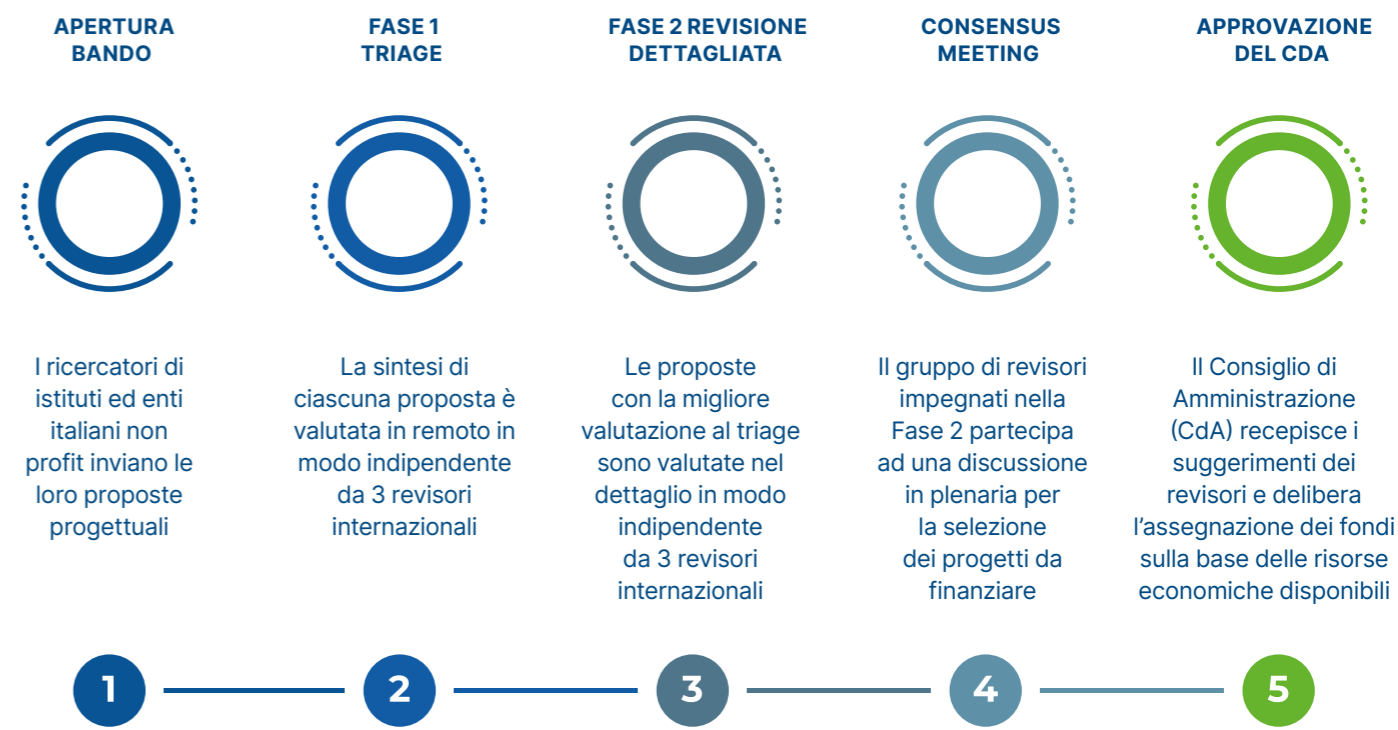 APERTURA
BANDO
FASE 1
TRIAGE
FASE 2 REVISIONE
DETTAGLIATA
CONSENSUS
MEETING
APPROVAZIONE
DEL CDA
I ricercatori di
istituti ed enti
italiani non
profit inviano le
loro proposte
progettuali
La sintesi di
ciascuna proposta è
valutata in remoto in
modo indipendente
da 3 revisori
internazionali
Le proposte
con la migliore
valutazione al triage
sono valutate nel
dettaglio in modo
indipendente
da 3 revisori
internazionali
Il gruppo di revisori
impegnati nella
Fase 2 partecipa
ad una discussione
in plenaria per
la selezione
dei progetti da
finanziare
Il Consiglio di
Amministrazione
(CdA) recepisce i
suggerimenti dei
revisori e delibera
l’assegnazione dei fondi
sulla base delle risorse
economiche disponibili
1
2
3
4
5